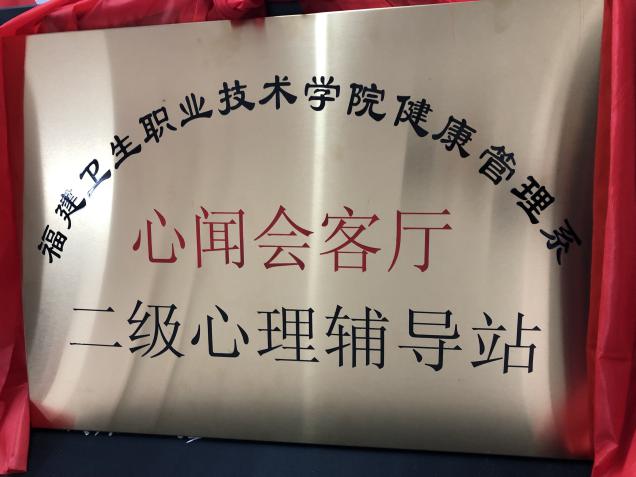 福建卫生职业技术学院健康管理系
心闻会客厅
二级心理辅导站